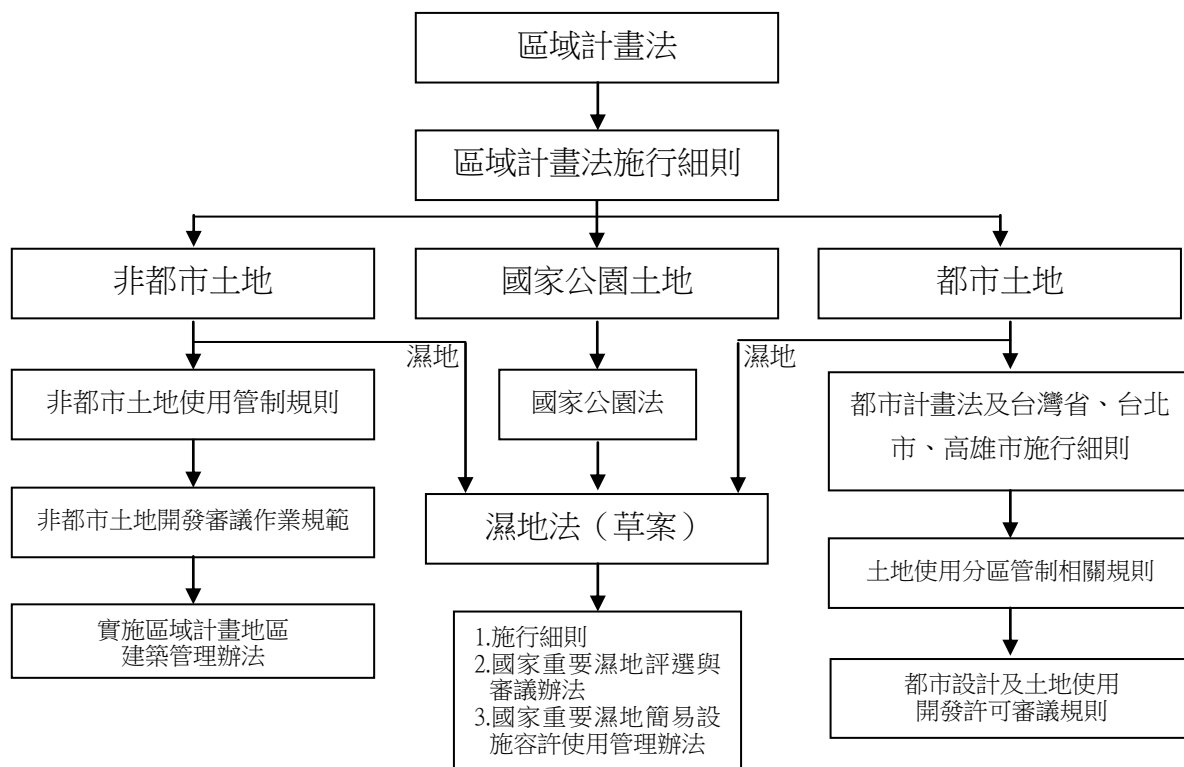 區域計畫法
區域計畫法施行細則
非都市土地
國家公園土地
都市土地
濕地
濕地
非都市土地使用管制規則
國家公園法
都市計畫法及台灣省、台北
市、高雄市施行細則
非都市土地開發審議作業規範
濕地法（草案）
土地使用分區管制相關規則
實施區域計畫地區
建築管理辦法
1.施行細則
2.國家重要濕地評選與
審議辦法
3.國家重要濕地簡易設
施容許使用管理辦法
都市設計及土地使用
開發許可審議規則